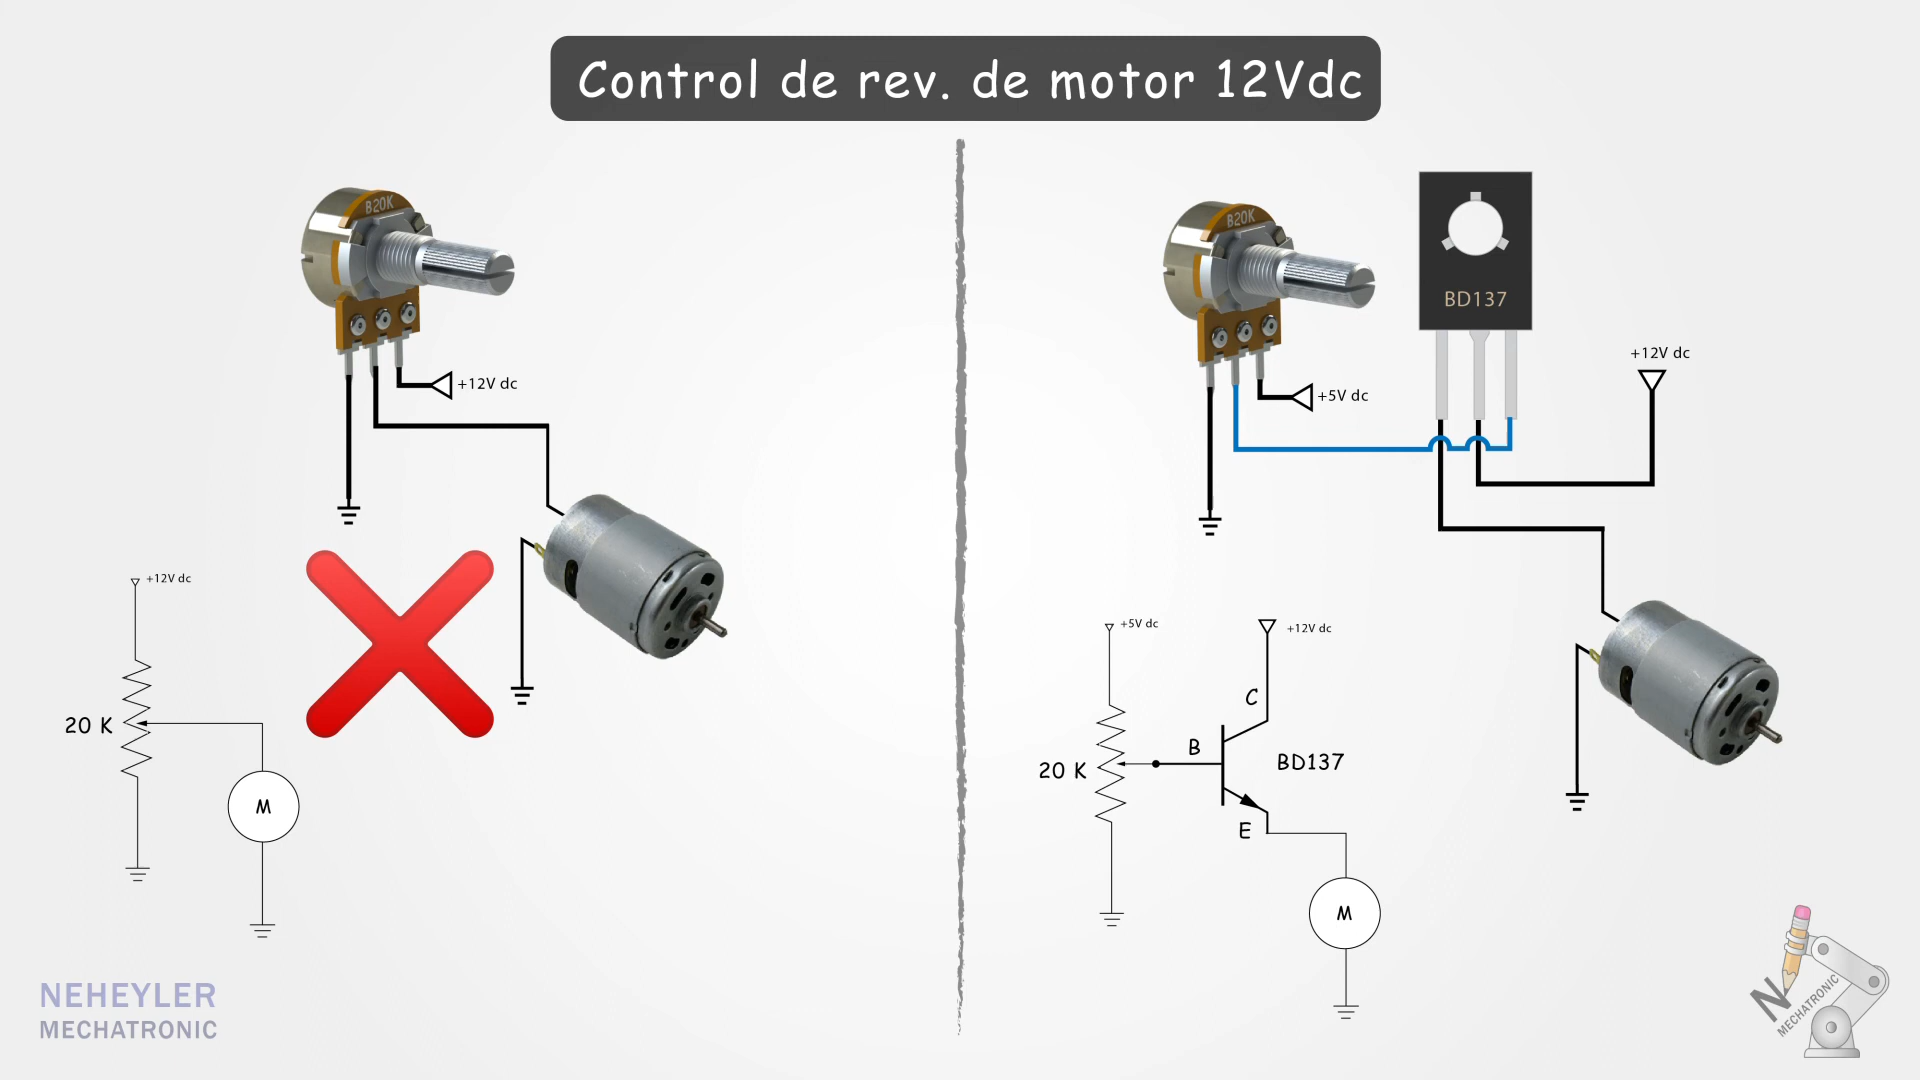 Control de rev. de motor 12Vdc
B20K
+12V dc
+12V dc
20 K
M
B20K
BD137
+5V dc
+12V dc
+5V dc
+12V dc
C
B
20 K
BD137
E
M
NEHEYLER
MECHATRONIC
N
MECHATRONIC